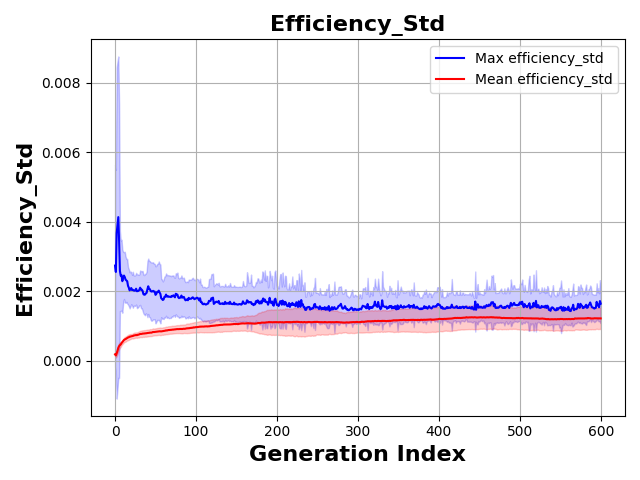 Efficiency_Std
Max efficiency_std
Mean efficiency_std
Efficiency_Std
0.008
0.006
0.004
0.002
0.000
0 100 200 300 400 500 600
Generation Index